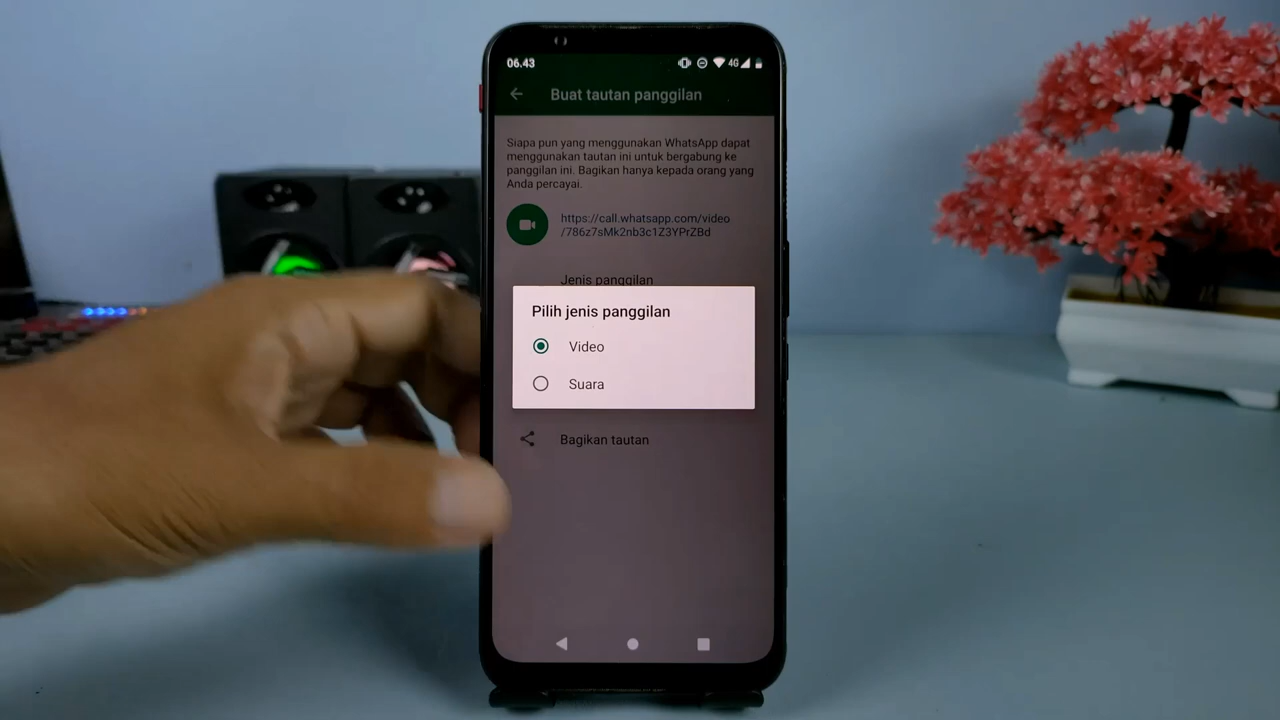 06.43
4G
Buat tautan panggilan
Siapa pun yang menggunakan WhatsApp dapat
menggunakan tautan ini untuk bergabung ke
panggilan ini. Bagikan hanya kepada orang yang
Anda percayai.
https://call.whatsapp.com/video
/786z7sMk2nb3c1Z3YPrZBd
Jenis panggilan
Pilih jenis panggilan
Video
Suara
Bagikan tautan